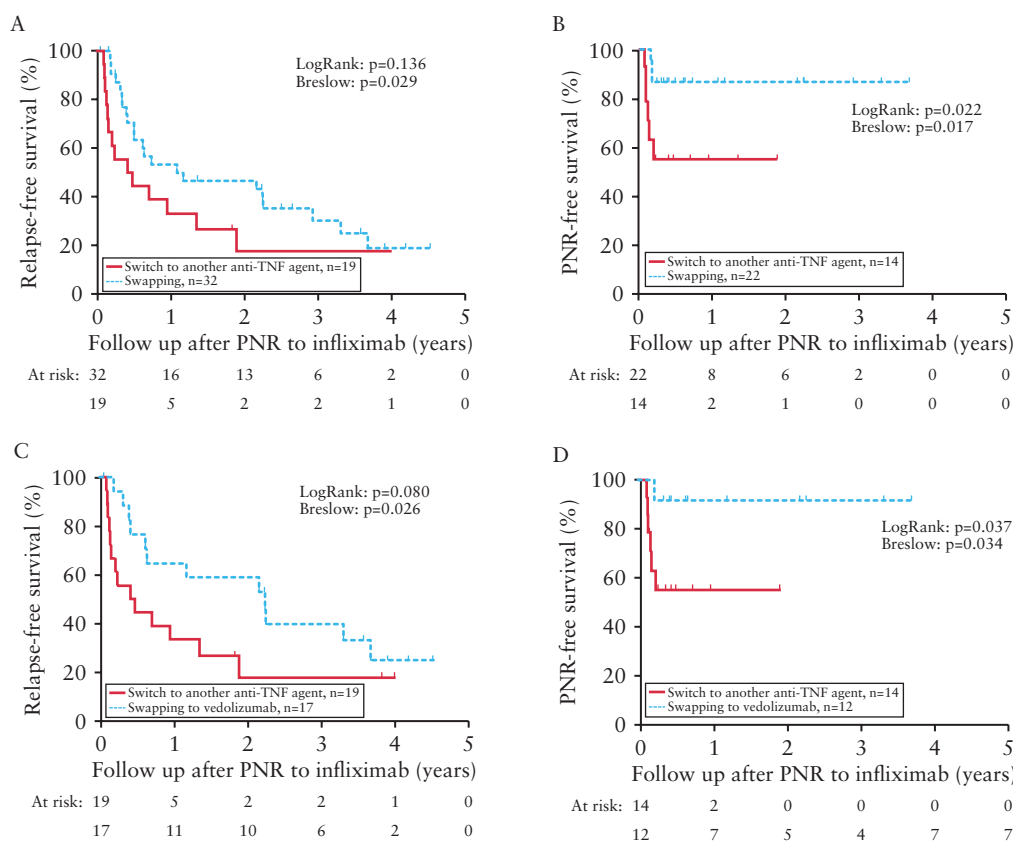 A
Relapse-free survival (%)
100
80
60
40
20
0
LogRank: p=0.136
Breslow: p=0.029
Switch to another anti-TNF agent, n=19
Swapping, n=32
0 1 2 3 4 5
Follow up after PNR to infliximab (years)
At risk: 32 16 13 6 2 0
19 5 2 2 1 0
B
PNR-free survival (%)
100
80
60
40
20
0
LogRank: p=0.022
Breslow: p=0.017
Switch to another anti-TNF agent, n=14
Swapping, n=22
0 1 2 3 4 5
Follow up after PNR to infliximab (years)
At risk: 22 8 6 2 0 0
14 2 1 0 0 0
C
Relapse-free survival (%)
100
80
60
40
20
0
LogRank: p=0.080
Breslow: p=0.026
Switch to another anti-TNF agent, n=19
Swapping to vedolizumab, n=17
0 1 2 3 4 5
Follow up after PNR to infliximab (years)
At risk: 19 5 2 2 1 0
17 11 10 6 2 0
D
PNR-free survival (%)
100
80
60
40
20
0
LogRank: p=0.037
Breslow: p=0.034
Switch to another anti-TNF agent, n=14
Swapping to vedolizumab, n=12
0 1 2 3 4 5
Follow up after PNR to infliximab (years)
At risk: 14 2 0 0 0 0
12 7 5 4 7 7